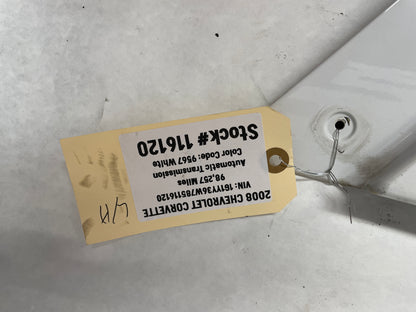 2008 CHEVROLET CORVETTE
VIN: 1G1YY36W785116120
98,257 Miles
Automatic Transmission
Color Code: 9567 White
Stock# 116120
L/H